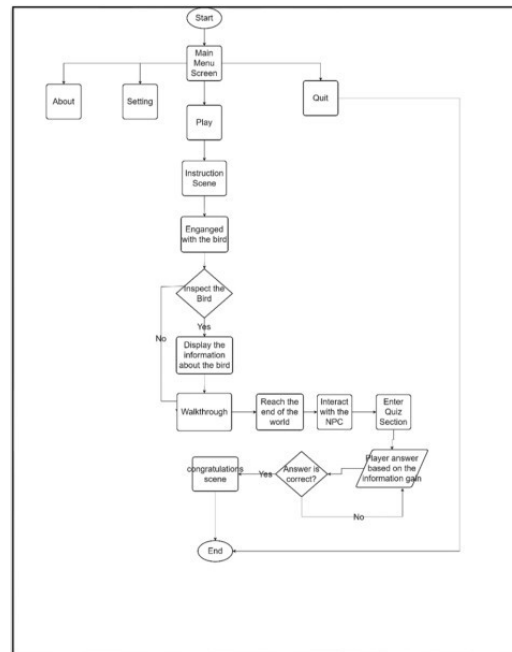 Start
Main
Menu
Screen
About
Setting
Quit
Play
Instruction
Scene
Enganged
with the bird
Inspect the
Bird
Yes
No
Display the
information
about the bird
Walkthrough
Reach the
end of the
world
Interact
with the
NPC
Enter
Quiz
Section
Player answer
based on the
information gain
Answer is
correct?
Yes
No
congratulations
scene
End